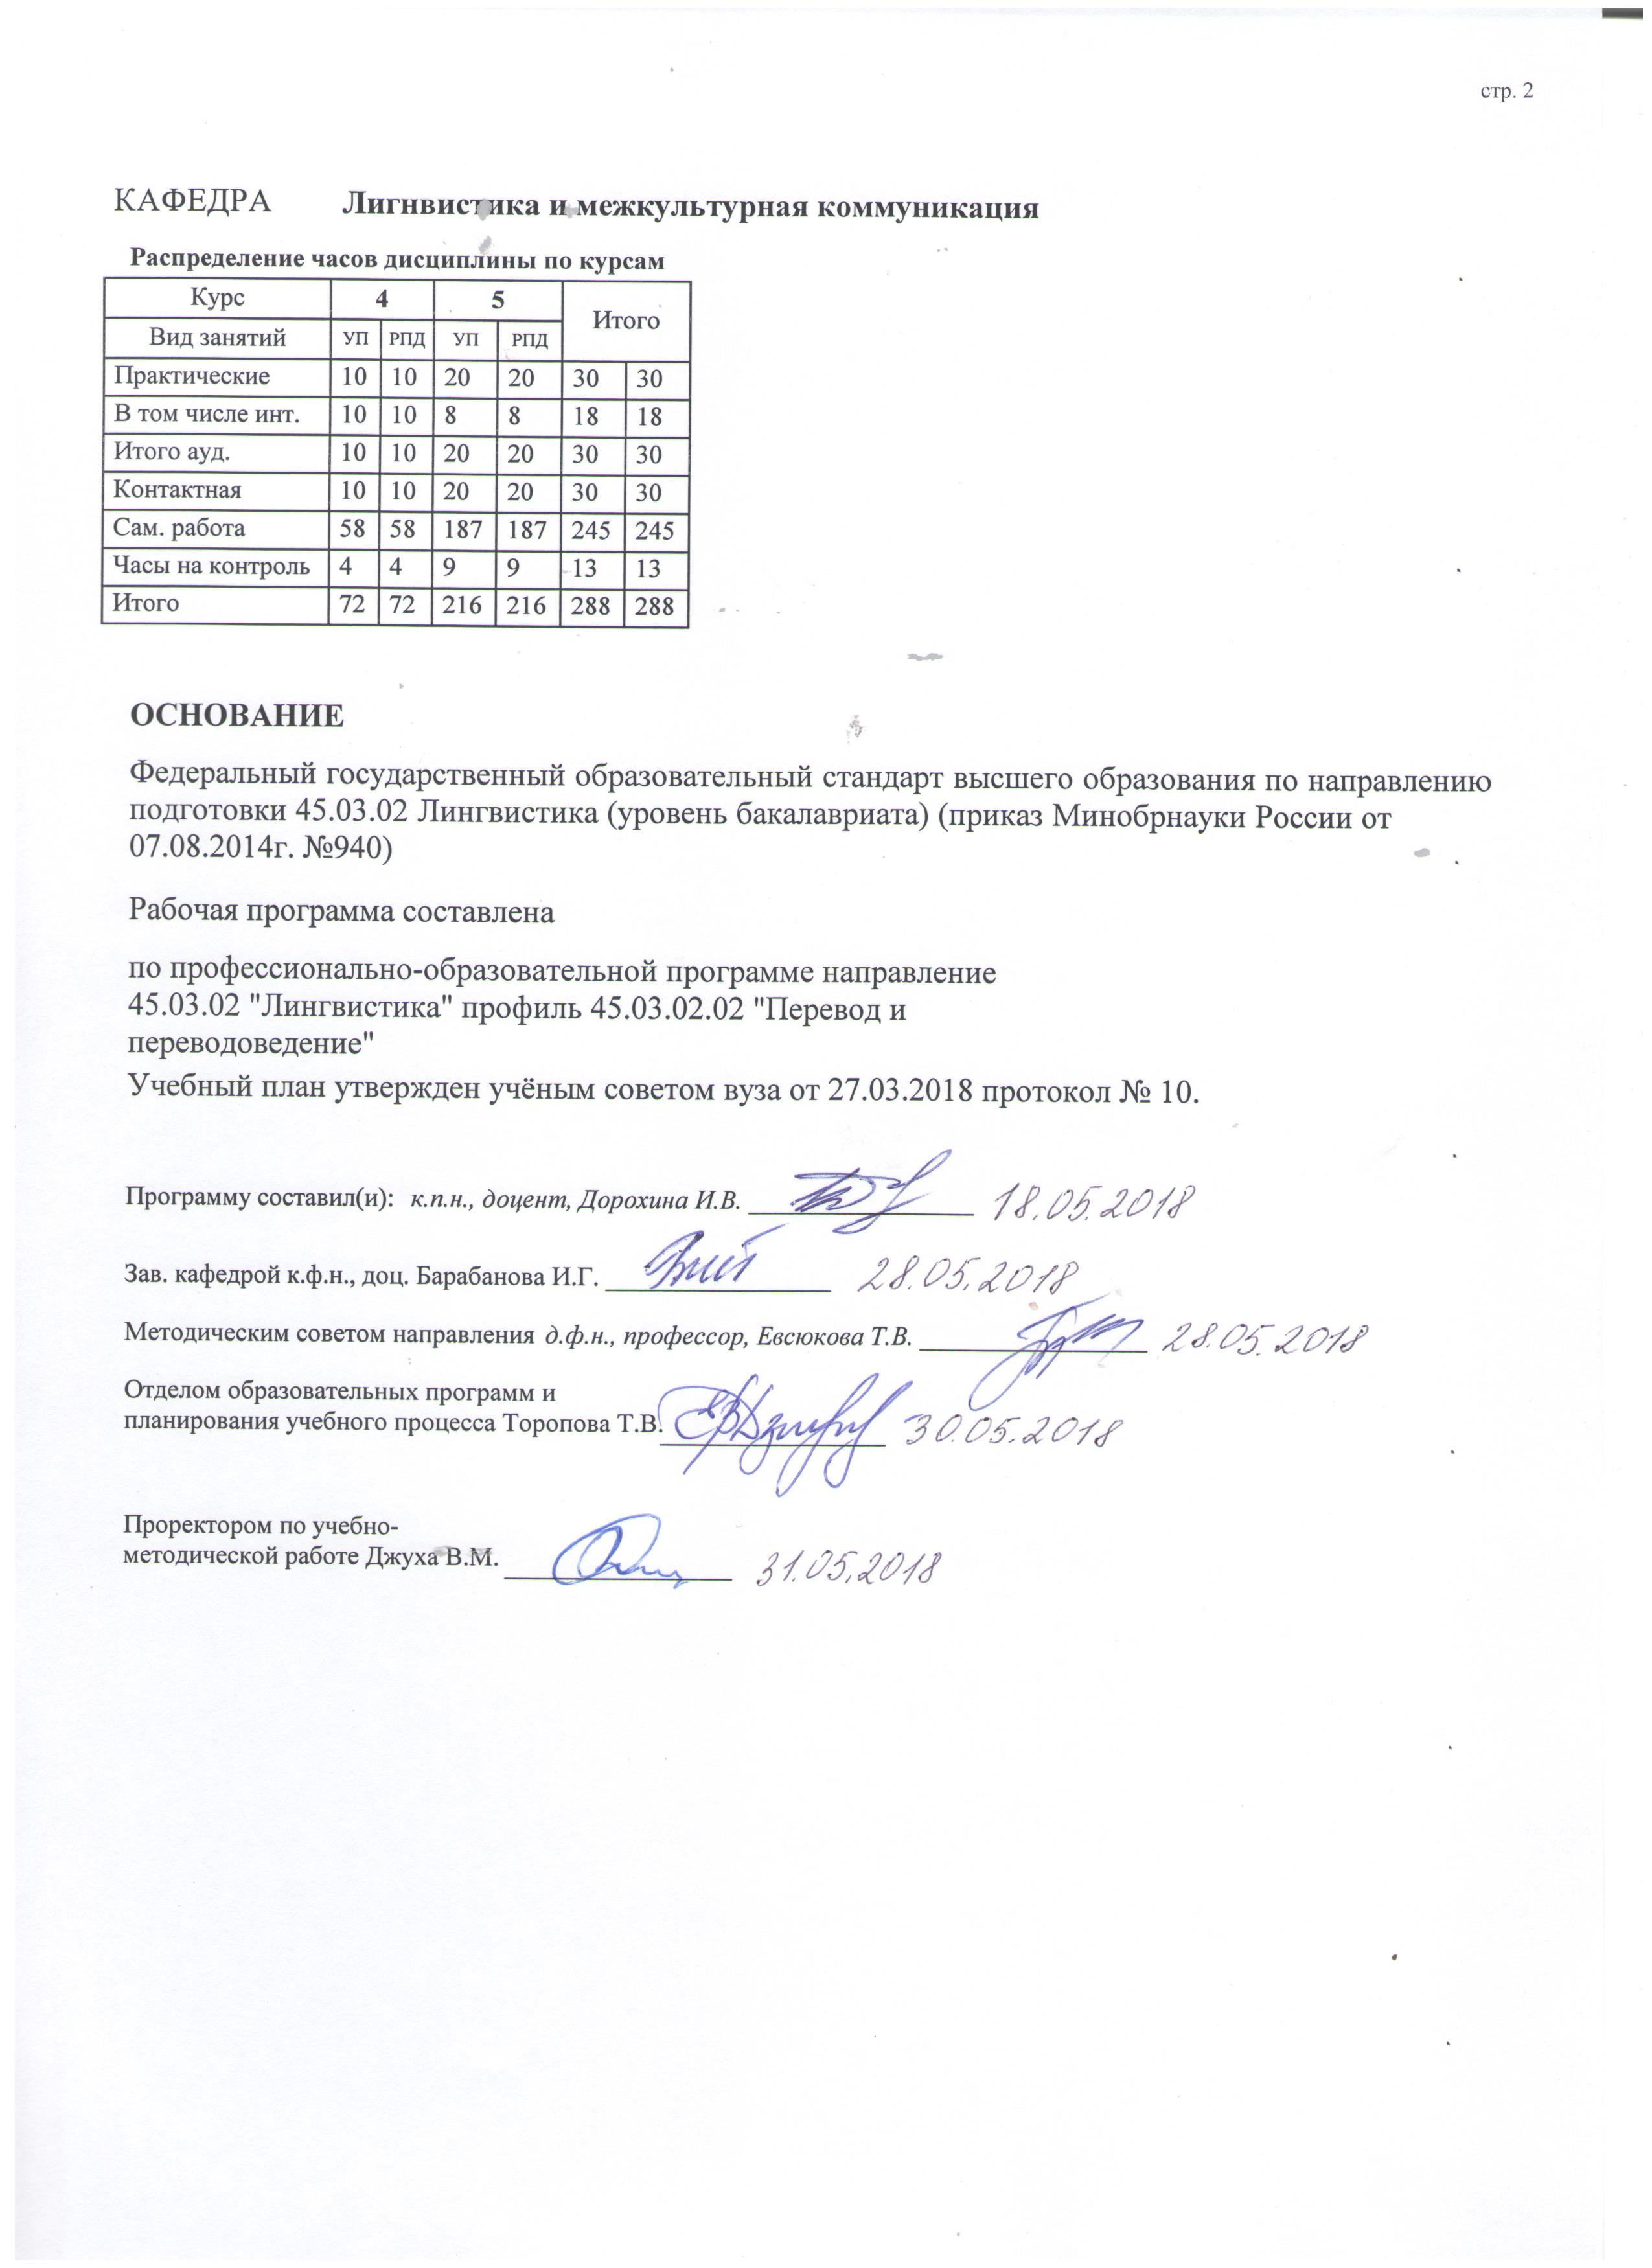 стр. 2
КАФЕДРА Лигнвистика и межкультурная коммуникация
Распределение часов дисциплины по курсам
Курс 4 5 Итого
Вид занятий УП РПД УП РПД
Практические 10 10 20 20 30 30
В том числе инт. 10 10 8 8 18 18
Итого ауд. 10 10 20 20 30 30
Контактная 10 10 20 20 30 30
Сам. работа 58 58 187 187 245 245
Часы на контроль 4 4 9 9 13 13
Итого 72 72 216 216 288 288
ОСНОВАНИЕ
Федеральный государственный образовательный стандарт высшего образования по направлению
подготовки 45.03.02 Лингвистика (уровень бакалавриата) (приказ Минобрнауки России от
07.08.2014г. №940)
Рабочая программа составлена
по профессионально-образовательной программе направление
45.03.02 "Лингвистика" профиль 45.03.02.02 "Перевод и
переводоведение"
Учебный план утвержден учёным советом вуза от 27.03.2018 протокол № 10.
Программу составил(и): к.п.н., доцент, Дорохина И.В. 18.05.2018
Зав. кафедрой к.ф.н., доц. Барабанова И.Г. 28.05.2018
Методическим советом направления д.ф.н., профессор, Евсюкова Т.В. 28.05.2018
Отделом образовательных программ и
планирования учебного процесса Торопова Т.В. 30.05.2018
Проректором по учебно-
методической работе Джуха В.М. 31.05.2018